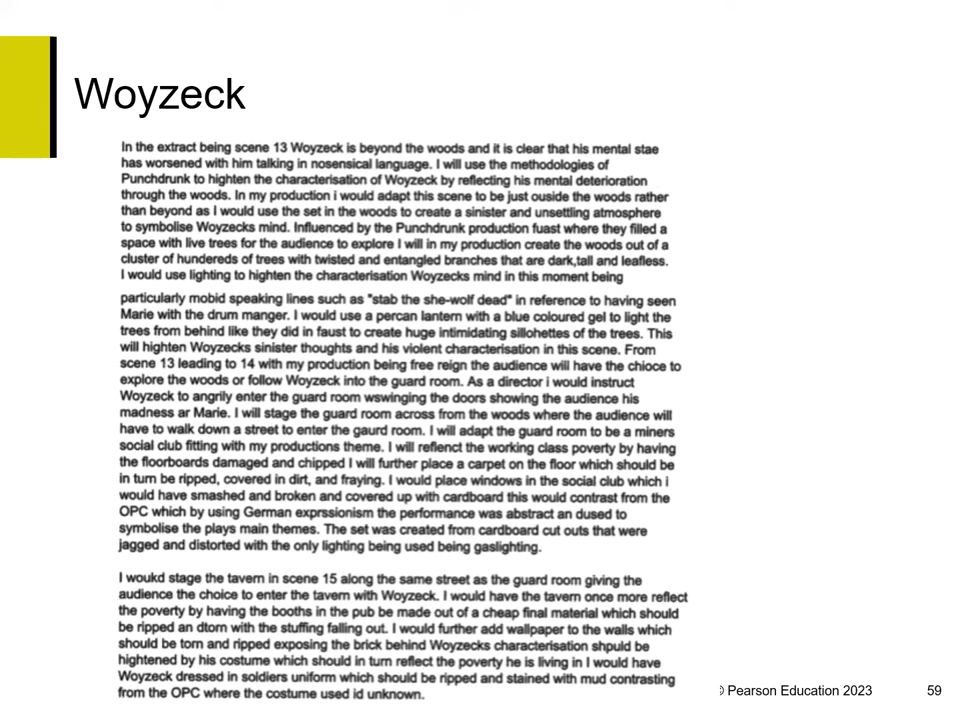 Woyzeck
In the extract being scene 13 Woyzeck is beyond the woods and it is clear that his mental stae
has worsened with him talking in nosensical language. I will use the methodologies of
Punchdrunk to highten the characterisation of Woyzeck by reflecting his mental deterioration
through the woods. In my production i would adapt this scene to be just ouside the woods rather
than beyond as I would use the set in the woods to create a sinister and unsettling atmosphere
to symbolise Woyzecks mind. Influenced by the Punchdrunk production fuast where they filled a
space with live trees for the audience to explore I will in my production create the woods out of a
cluster of hundereds of trees with twisted and entangled branches that are dark,tall and leafless.
I would use lighting to highten the characterisation Woyzecks mind in this moment being
particularly mobid speaking lines such as "stab the she-wolf dead" in reference to having seen
Marie with the drum manger. I would use a percan lantern with a blue coloured gel to light the
trees from behind like they did in faust to create huge intimidating sillohettes of the trees. This
will highten Woyzecks sinister thoughts and his violent characterisation in this scene. From
scene 13 leading to 14 with my production being free reign the audience will have the chioce to
explore the woods or follow Woyzeck into the guard room. As a director i would instruct
Woyzeck to angrily enter the guard room wswinging the doors showing the audience his
madness ar Marie. I will stage the guard room across from the woods where the audience will
have to walk down a street to enter the gaurd room. I will adapt the guard room to be a miners
social club fitting with my productions theme. I will reflenct the working class poverty by having
the floorboards damaged and chipped I will further place a carpet on the floor which should be
in turn be ripped, covered in dirt, and fraying. I would place windows in the social club which i
would have smashed and broken and covered up with cardboard this would contrast from the
OPC which by using German exprssionism the performance was abstract an dused to
symbolise the plays main themes. The set was created from cardboard cut outs that were
jagged and distorted with the only lighting being used being gaslighting.
I woukd stage the tavern in scene 15 along the same street as the guard room giving the
audience the choice to enter the tavern with Woyzeck. I would have the tavern once more reflect
the poverty by having the booths in the pub be made out of a cheap final material which should
be ripped an dtorn with the stuffing falling out. I would further add wallpaper to the walls which
should be torn and ripped exposing the brick behind Woyzecks characterisation shpuld be
hightened by his costume which should in turn reflect the poverty he is living in I would have
Woyzeck dressed in soldiers uniform which should be ripped and stained with mud contrasting
from the OPC where the costume used id unknown.
© Pearson Education 2023
59